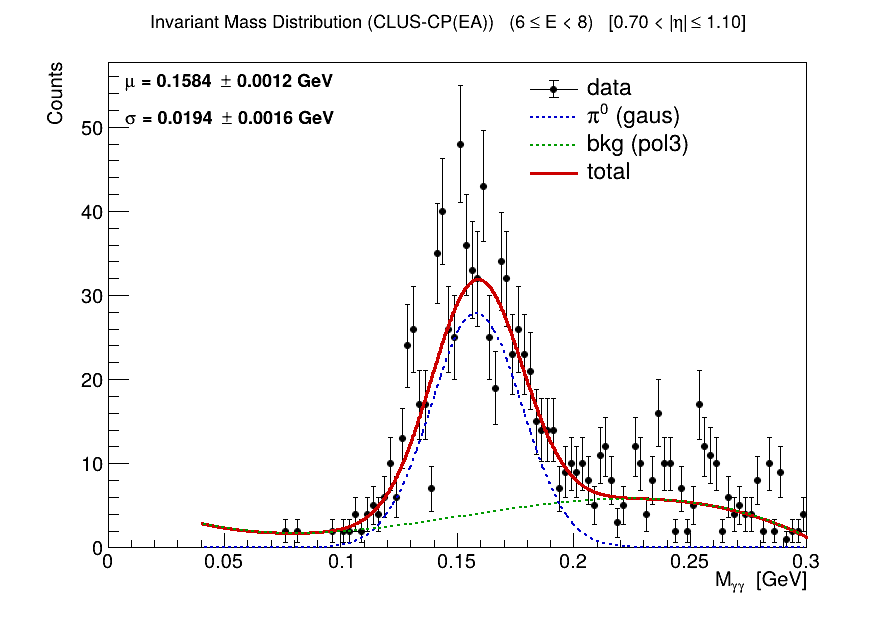 Invariant Mass Distribution (CLUS-CP(EA)) (6 ≤ E < 8) [0.70 < |η| ≤ 1.10]
μ = 0.1584 ± 0.0012 GeV
σ = 0.0194 ± 0.0016 GeV
data
π⁰ (gaus)
bkg (pol3)
total
Counts
50
40
30
20
10
0
0 0.05 0.1 0.15 0.2 0.25 0.3
Mγγ [GeV]